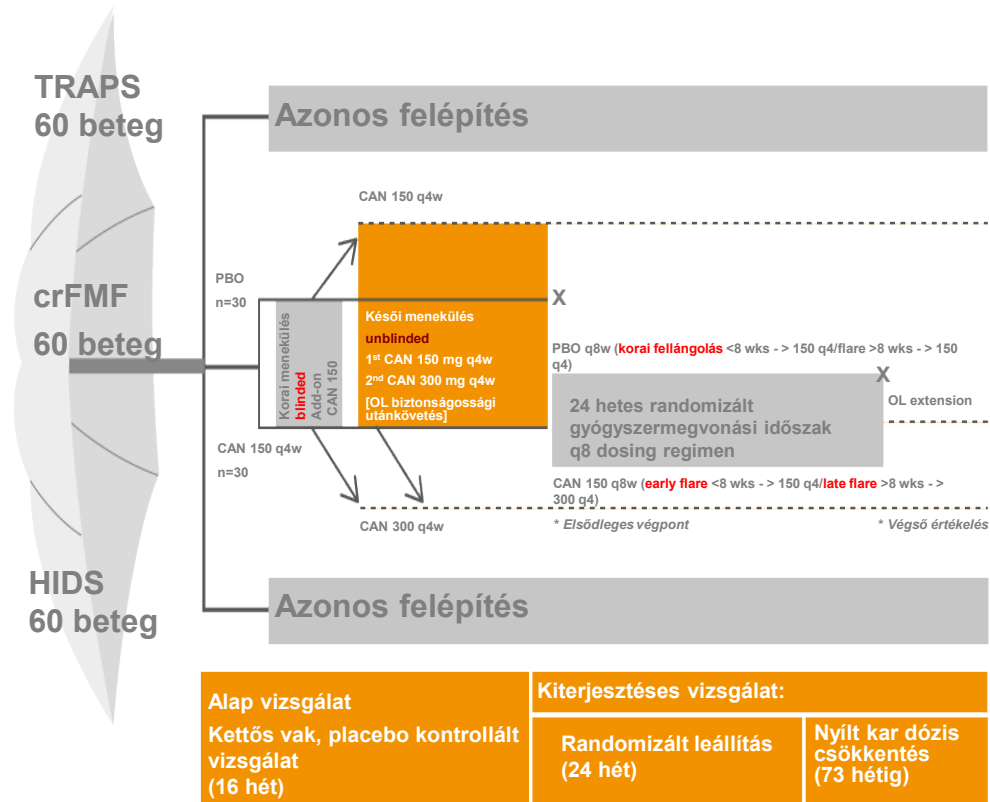 TRAPS
60 beteg
Azonos felépítés
CAN 150 q4w
PBO
n=30
crFMF
60 beteg
Korai menekülés
blinded
Add-on
CAN 150
Késői menekülés
unblinded
1st CAN 150 mg q4w
2nd CAN 300 mg q4w
[OL biztonságossági
utánkövetés]
X
PBO q8w (korai fellángolás <8 wks - > 150 q4/flare >8 wks - > 150
q4)
X
24 hetes randomizált
gyógyszermegvonási időszak
q8 dosing regimen
OL extension
CAN 150 q4w
n=30
CAN 150 q8w (early flare <8 wks - > 150 q4/late flare >8 wks - >
300 q4)
CAN 300 q4w
* Elsődleges végpont
* Végső értékelés
HIDS
60 beteg
Azonos felépítés
Alap vizsgálat
Kettős vak, placebo kontrollált
vizsgálat
(16 hét)
Kiterjesztéses vizsgálat:
Randomizált leállítás
(24 hét)
Nyílt kar dózis
csökkentés
(73 hétig)